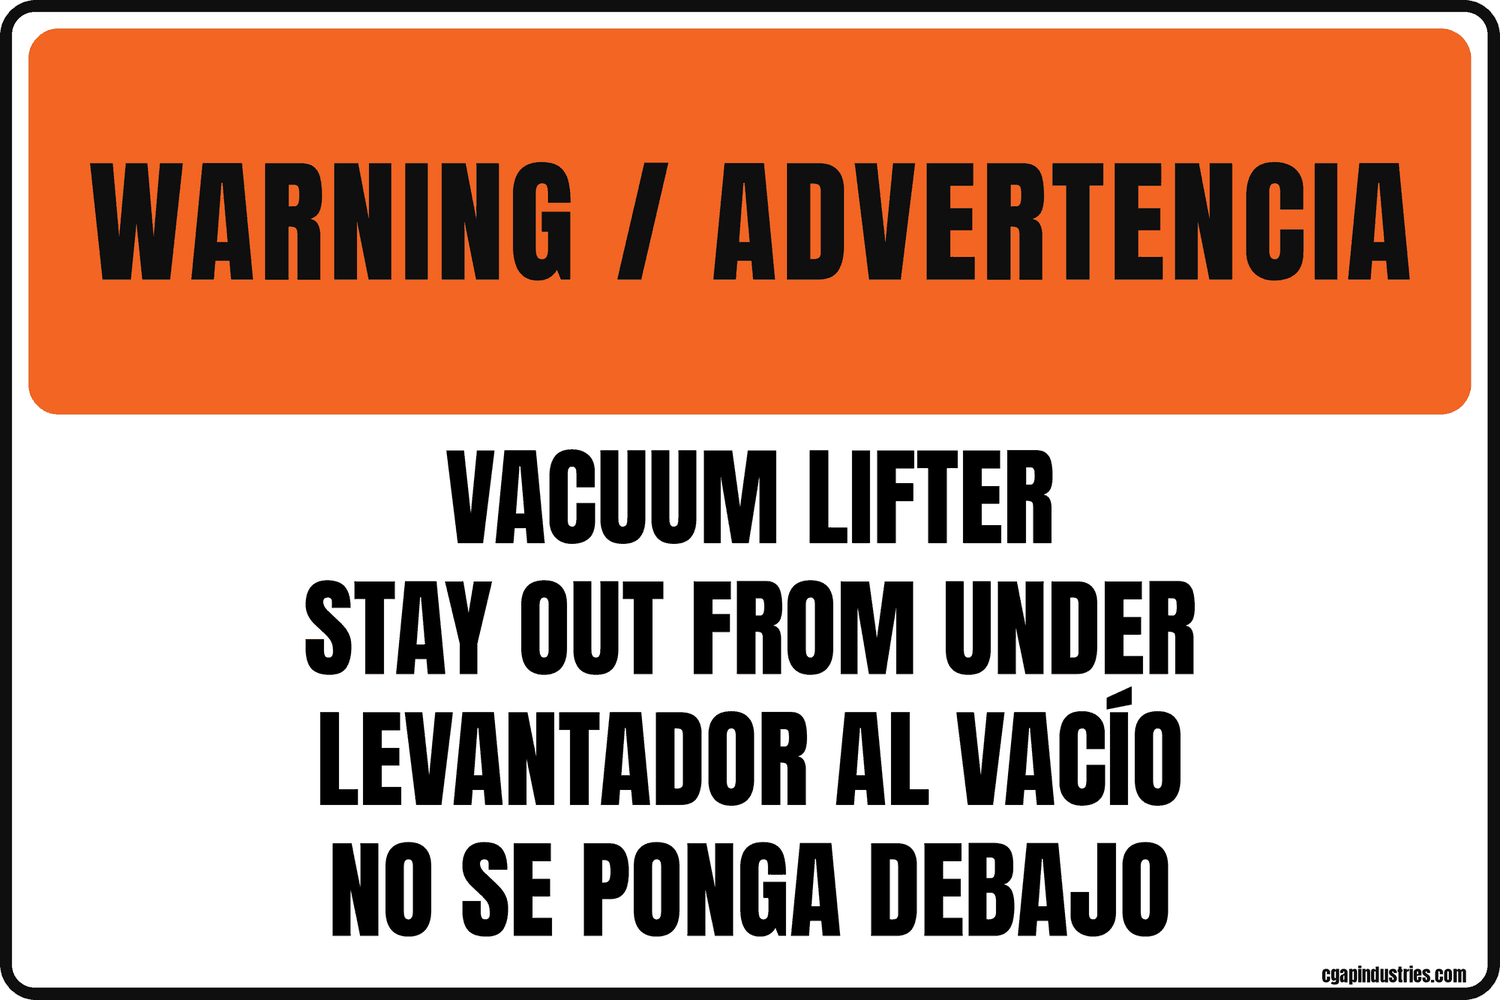 WARNING / ADVERTENCIA
VACUUM LIFTER
STAY OUT FROM UNDER
LEVANTADOR AL VACÍO
NO SE PONGA DEBAJO
cgapindustries.com